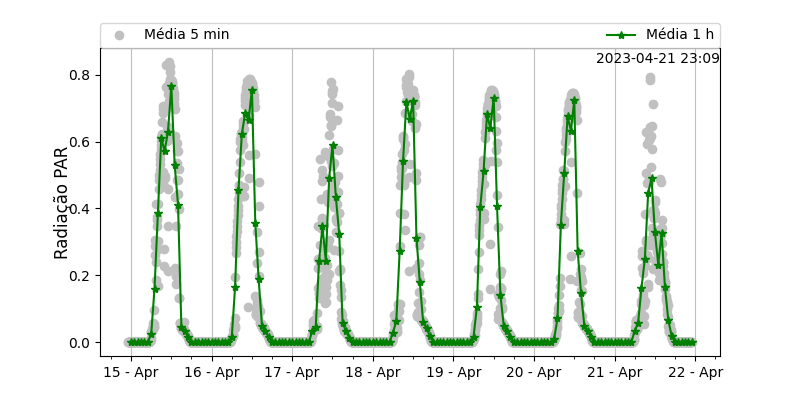 Média 5 min
Média 1 h
2023-04-21 23:09
Radiação PAR
0.8
0.6
0.4
0.2
0.0
15 - Apr
16 - Apr
17 - Apr
18 - Apr
19 - Apr
20 - Apr
21 - Apr
22 - Apr